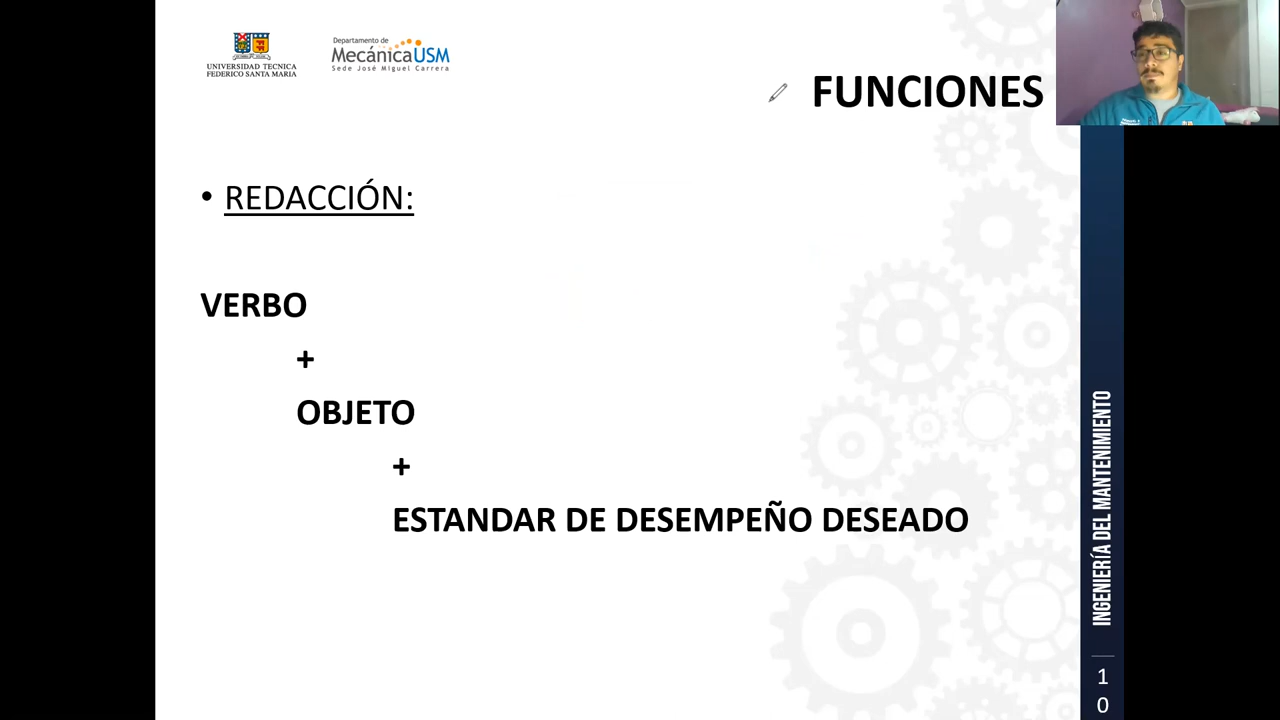 UNIVERSIDAD TECNICA
FEDERICO SANTA MARIA
Departamento de
MecánicaUSM
Sede José Miguel Carrera
FUNCIONES
• REDACCIÓN:
VERBO
+
OBJETO
+
ESTANDAR DE DESEMPEÑO DESEADO
INGENIERÍA DEL MANTENIMIENTO
1
0